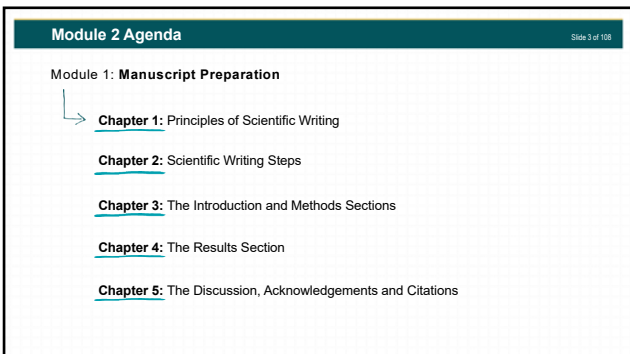 Module 2 Agenda
Slide 3 of 108
Module 1: Manuscript Preparation
Chapter 1: Principles of Scientific Writing
Chapter 2: Scientific Writing Steps
Chapter 3: The Introduction and Methods Sections
Chapter 4: The Results Section
Chapter 5: The Discussion, Acknowledgements and Citations